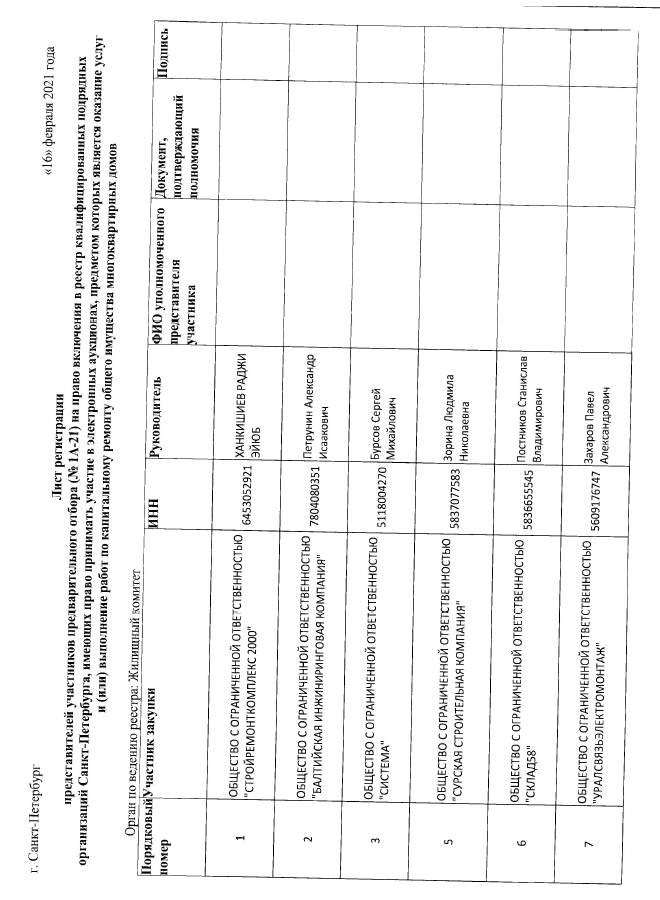 г. Санкт-Петербург
«16» февраля 2021 года
Лист регистрации
представителей участников предварительного отбора (№ 1А-21) на право включения в реестр квалифицированных подрядных
организаций Санкт-Петербурга, имеющих право принимать участие в электронных аукционах, предметом которых является оказание услуг
и (или) выполнение работ по капитальному ремонту общего имущества многоквартирных домов
Орган по ведению реестра: Жилищный комитет
Порядковый номер
Участник закупки
ИНН
Руководитель
ФИО уполномоченного
представителя
участника
Документ,
подтверждающий
полномочия
Подпись
1
ОБЩЕСТВО С ОГРАНИЧЕННОЙ ОТВЕТСТВЕННОСТЬЮ
"СТРОЙРЕМОНТКОМПЛЕКС 2000"
6453052921
ХАНКИШИЕВ РАДЖИ
ЭЙЮБ
2
ОБЩЕСТВО С ОГРАНИЧЕННОЙ ОТВЕТСТВЕННОСТЬЮ
"БАЛТИЙСКАЯ ИНЖИНИРИНГОВАЯ КОМПАНИЯ"
7804080351
Петрунин Александр
Исаакович
3
ОБЩЕСТВО С ОГРАНИЧЕННОЙ ОТВЕТСТВЕННОСТЬЮ
"СИСТЕМА"
5118004270
Бурсов Сергей
Михайлович
5
ОБЩЕСТВО С ОГРАНИЧЕННОЙ ОТВЕТСТВЕННОСТЬЮ
"СУРСКАЯ СТРОИТЕЛЬНАЯ КОМПАНИЯ"
5837077583
Зорина Людмила
Николаевна
6
ОБЩЕСТВО С ОГРАНИЧЕННОЙ ОТВЕТСТВЕННОСТЬЮ
"СКЛАД58"
5836655545
Постников Станислав
Владимирович
7
ОБЩЕСТВО С ОГРАНИЧЕННОЙ ОТВЕТСТВЕННОСТЬЮ
"УРАЛСВЯЗЬЭЛЕКТРОМОНТАЖ"
5609176747
Захаров Павел
Александрович